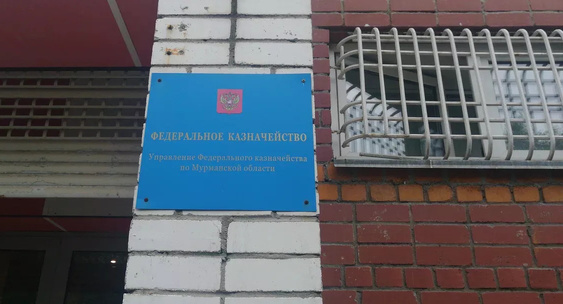 ФЕДЕРАЛЬНОЕ КАЗНАЧЕЙСТВО
Управление Федерального казначейства
по Мурманской области